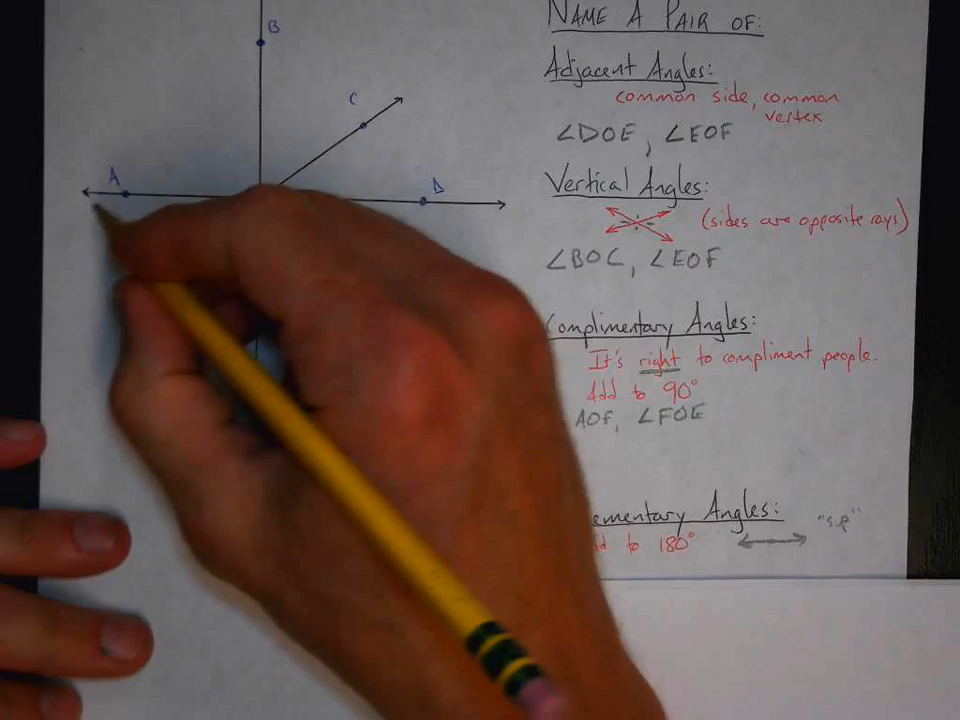 B
C
A
D
NAME A PAIR OF:
Adjacent Angles:
common side, common
vertex
∠DOE, ∠EOF
Vertical Angles:
(sides are opposite rays)
∠BOC, ∠EOF
Complimentary Angles:
It's right to compliment people.
Add to 90°
AOF, ∠FOE
Angles:
to 180°
"sup"